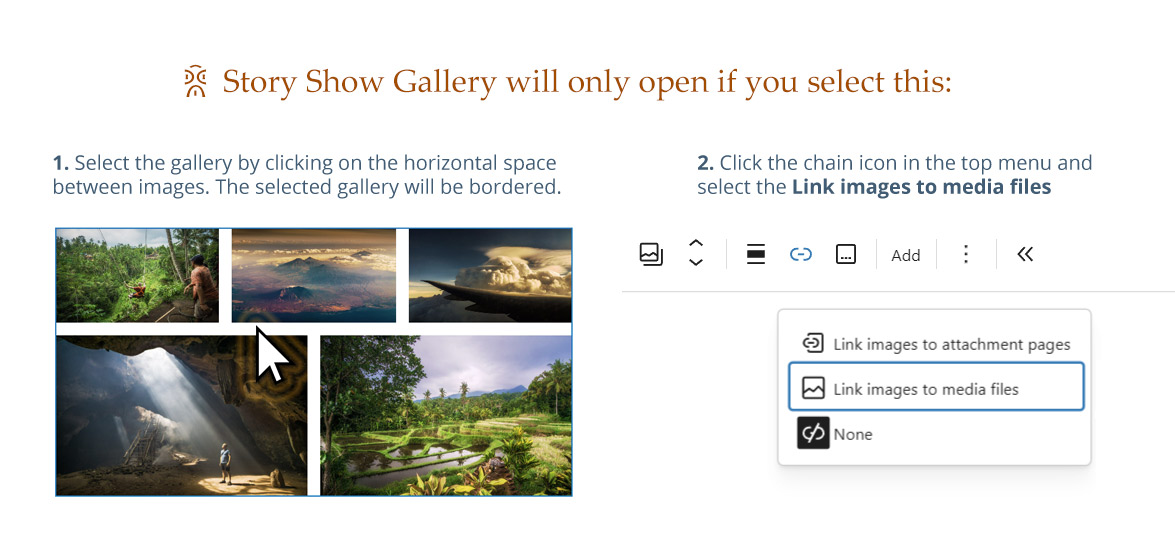 Story Show Gallery will only open if you select this:
1. Select the gallery by clicking on the horizontal space
between images. The selected gallery will be bordered.
2. Click the chain icon in the top menu and
select the Link images to media files
Add
Link images to attachment pages
Link images to media files
None